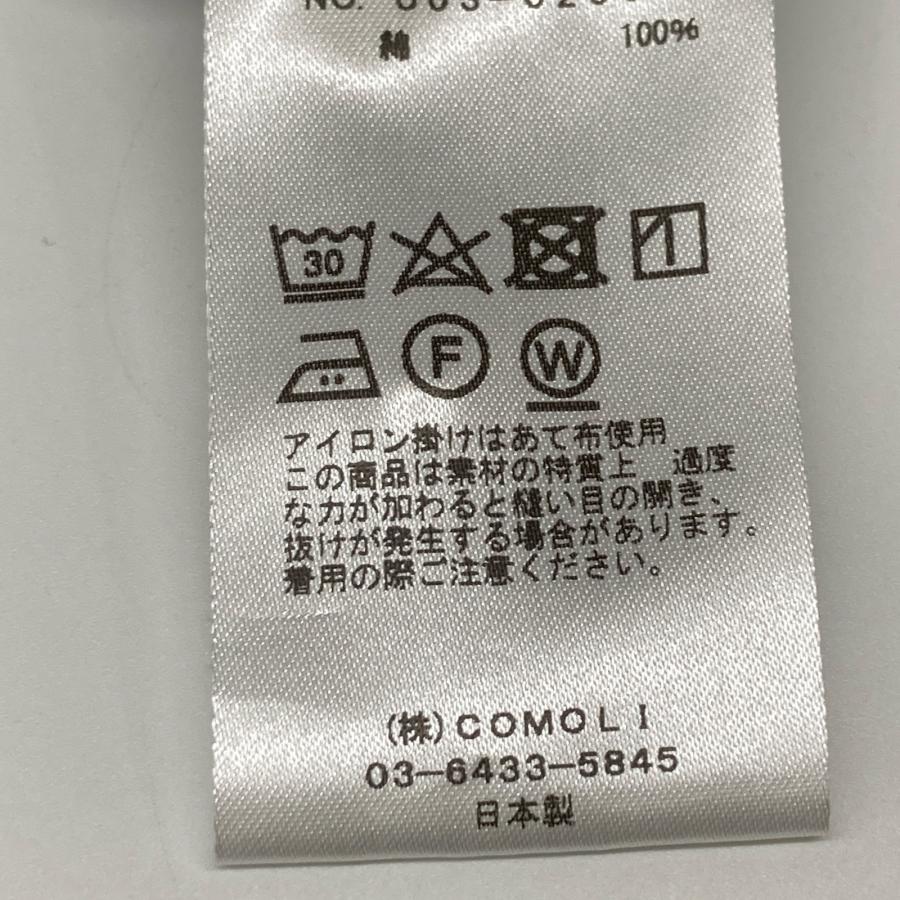 綿 100%
30
F W
アイロン掛けはあて布使用
この商品は素材の特質上 過度
な力が加わると縫い目の開き、
抜けが発生する場合があります。
着用の際ご注意ください。
(株)COMOLI
03-6433-5845
日本製